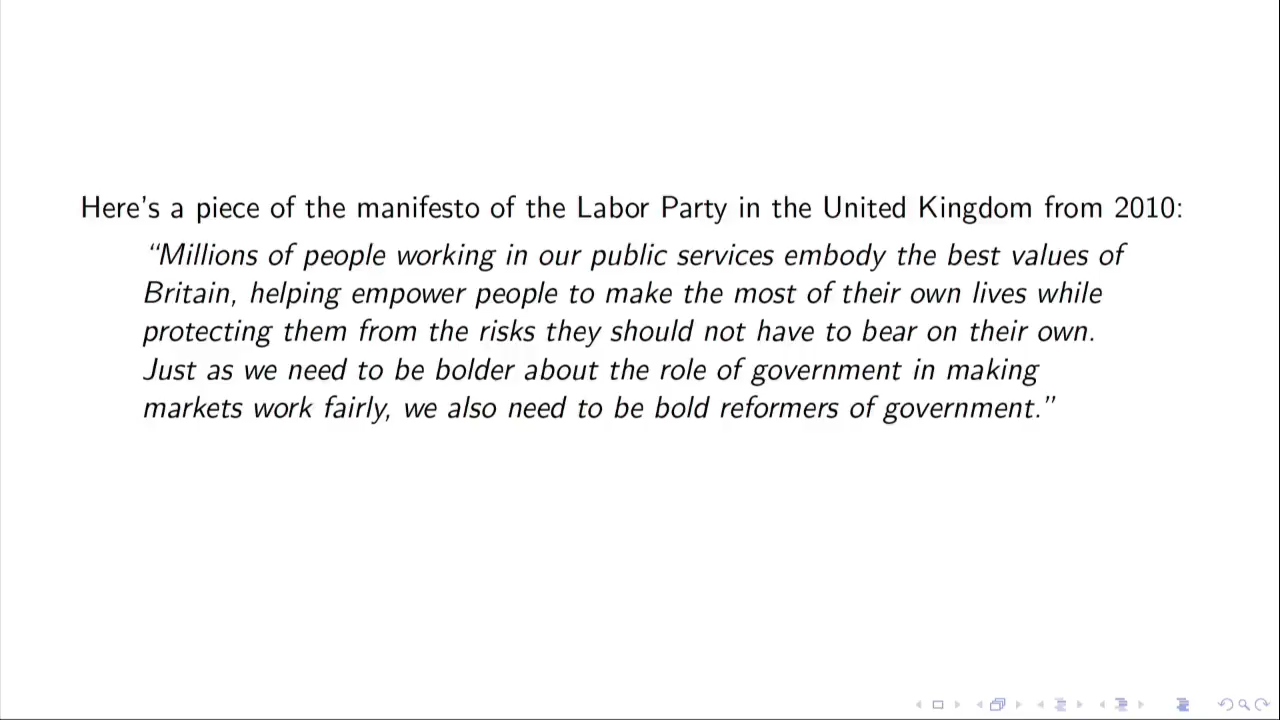 Here's a piece of the manifesto of the Labor Party in the United Kingdom from 2010:
“Millions of people working in our public services embody the best values of
Britain, helping empower people to make the most of their own lives while
protecting them from the risks they should not have to bear on their own.
Just as we need to be bolder about the role of government in making
markets work fairly, we also need to be bold reformers of government.”